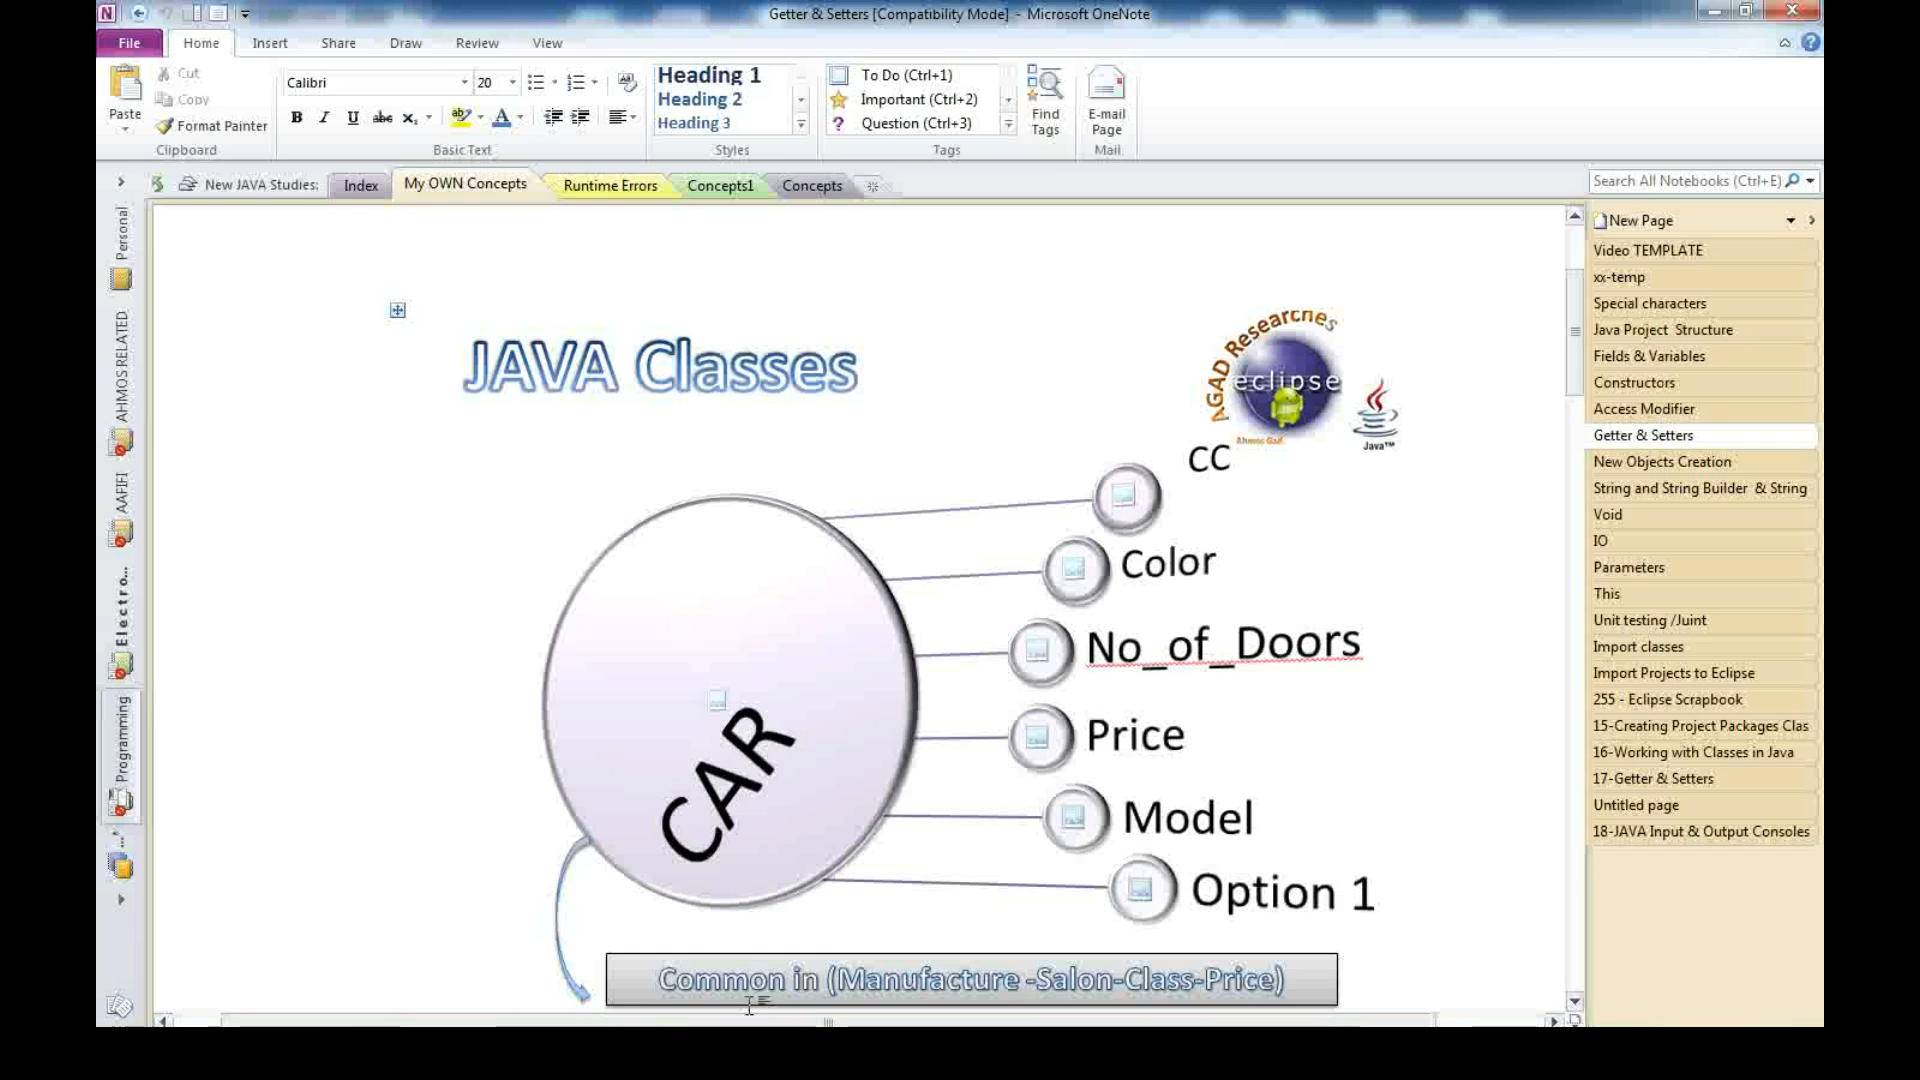 Getter & Setters [Compatibility Mode] - Microsoft OneNote
File Home Insert Share Draw Review View
Paste
Cut
Copy
Format Painter
Clipboard
Calibri 20
B I U abc
Basic Text
Heading 1
Heading 2
Heading 3
Styles
To Do (Ctrl+1)
Important (Ctrl+2)
Question (Ctrl+3)
Tags
Find Tags
E-mail Page
Mail
New JAVA Studies: Index My OWN Concepts Runtime Errors Concepts1 Concepts
Search All Notebooks (Ctrl+E)
Personal
AHMOS RELATED
AAFIFI
Electro...
Programming
JAVA Classes
AGAD Researches
eclipse
Java™
CC
Color
No_of_Doors
Price
Model
Option 1
CAR
Common in (Manufacture -Salon-Class-Price)
New Page
Video TEMPLATE
xx-temp
Special characters
Java Project Structure
Fields & Variables
Constructors
Access Modifier
Getter & Setters
New Objects Creation
String and String Builder & String
Void
IO
Parameters
This
Unit testing /Juint
Import classes
Import Projects to Eclipse
255 - Eclipse Scrapbook
15-Creating Project Packages Clas
16-Working with Classes in Java
17-Getter & Setters
Untitled page
18-JAVA Input & Output Consoles